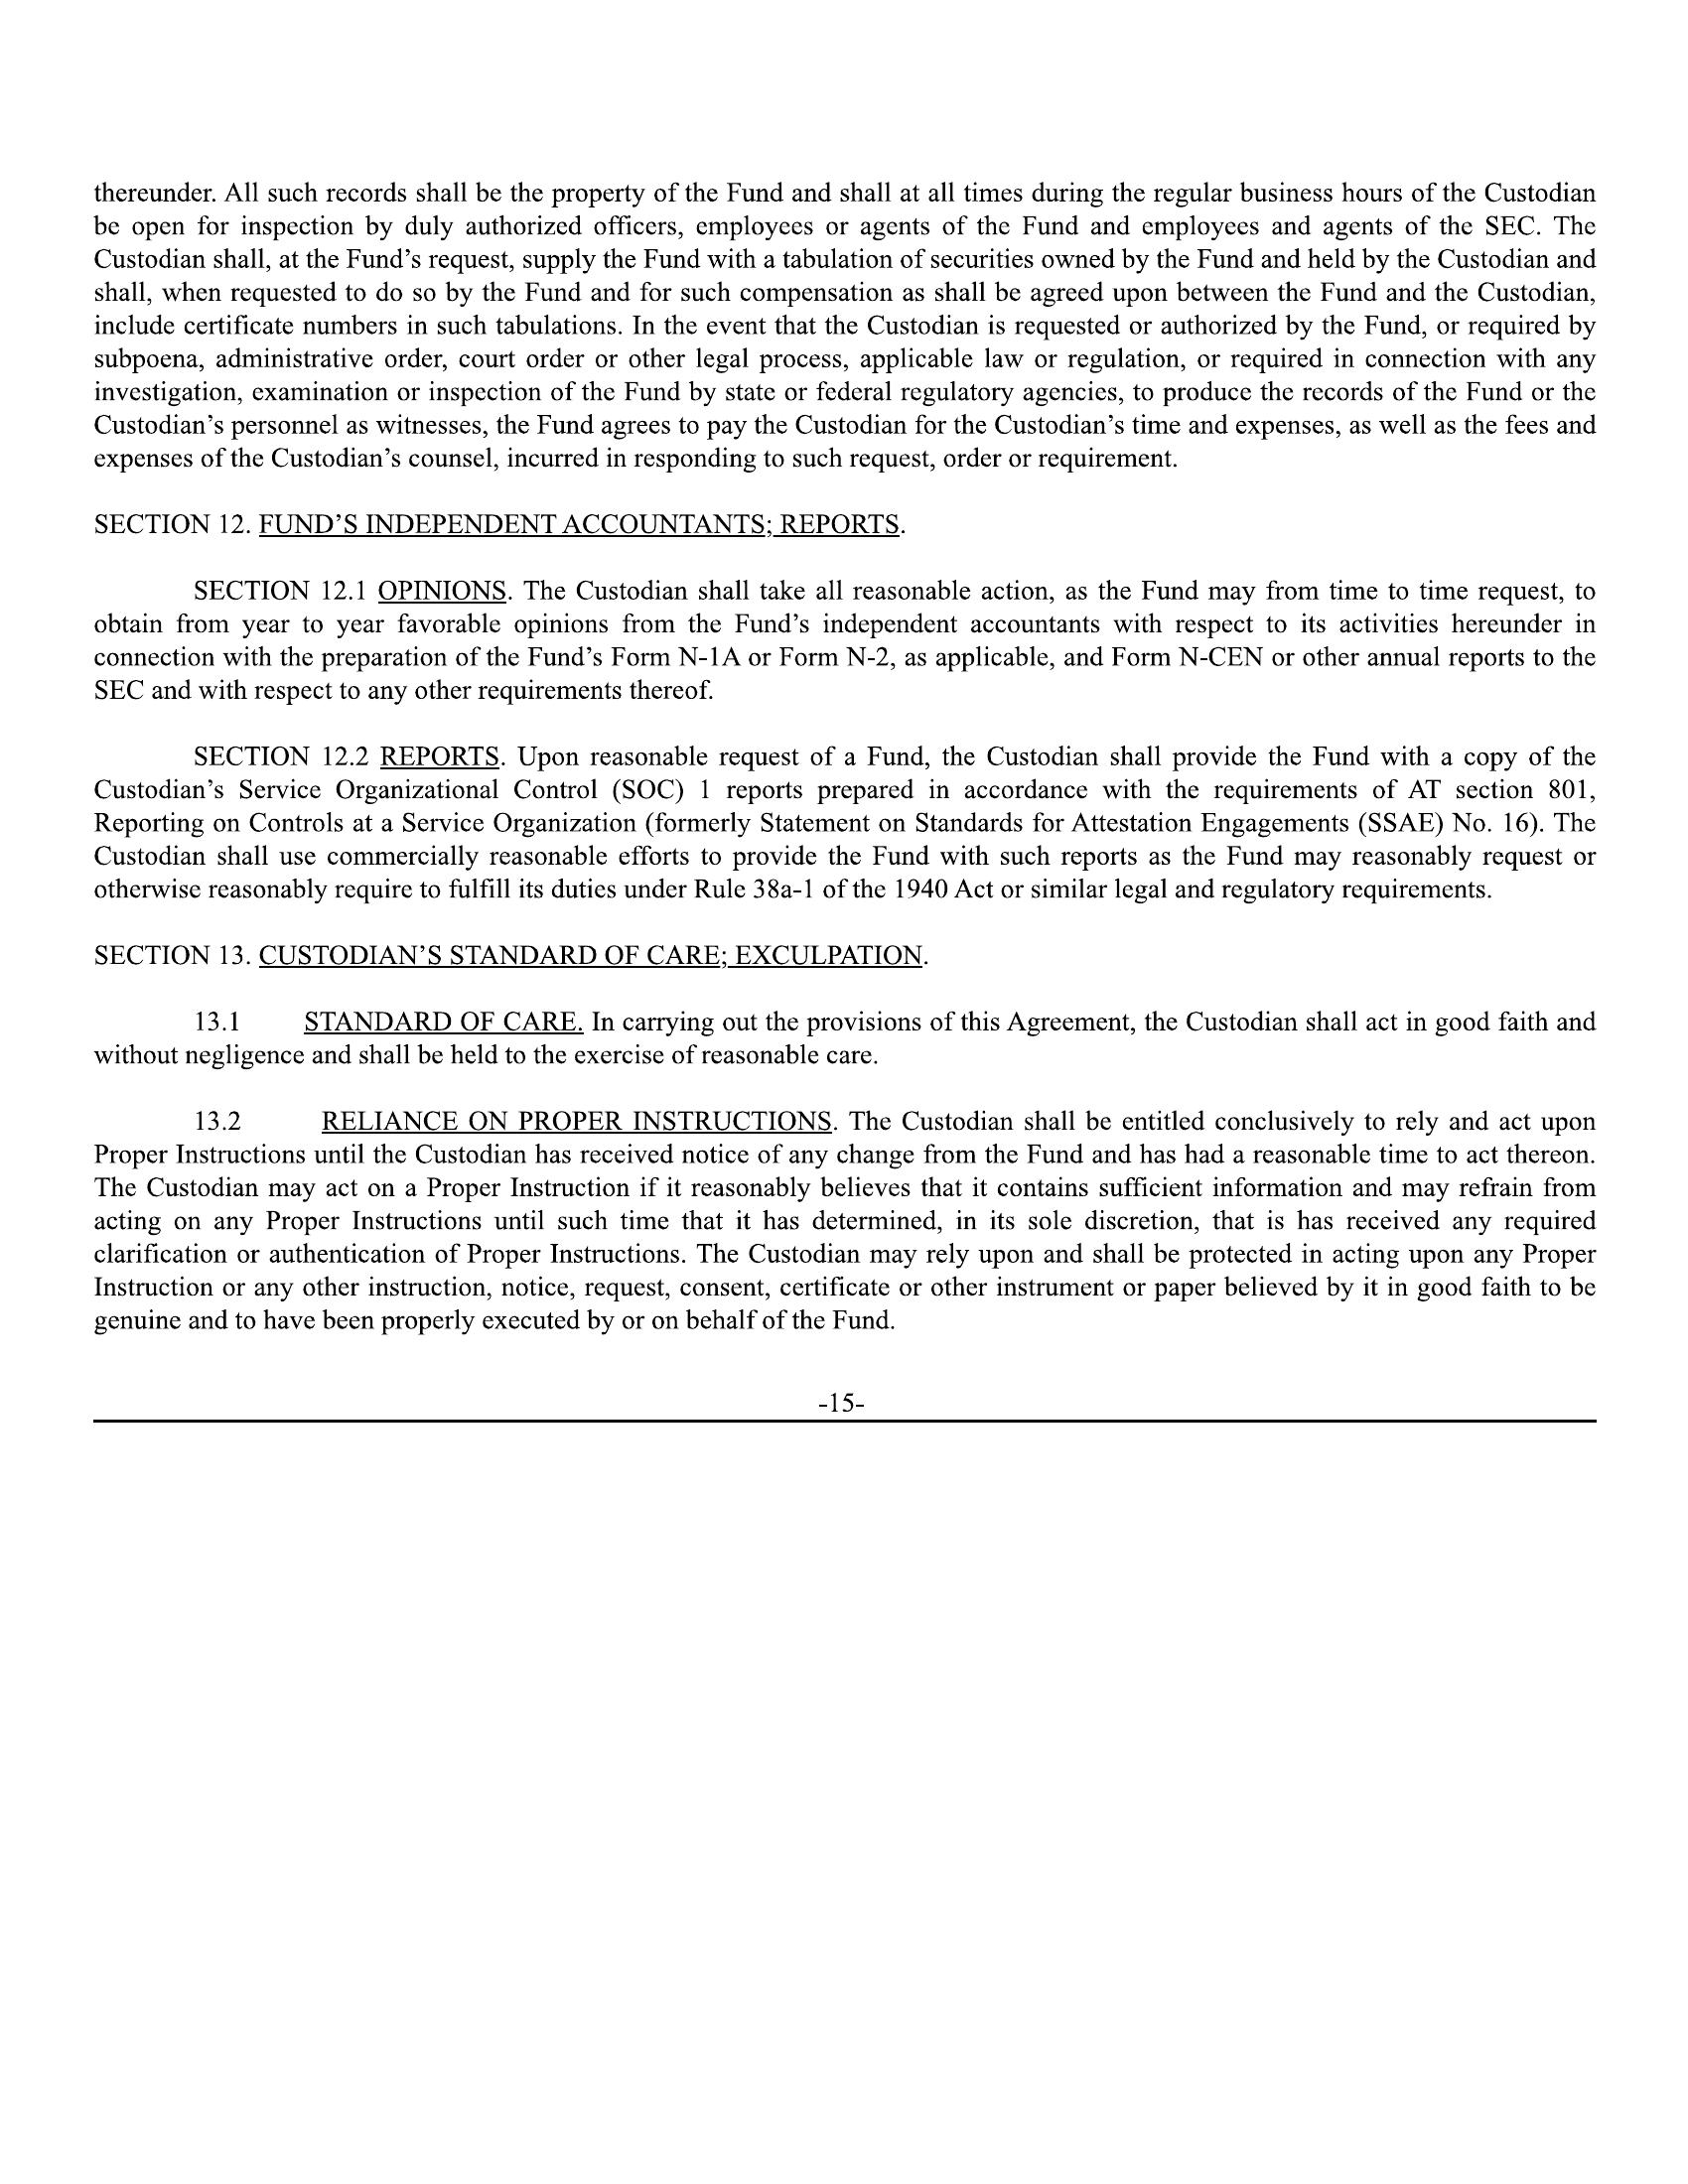 thereunder. All such records shall be the property of the Fund and shall at all times during the regular business hours of the Custodian
be open for inspection by duly authorized officers, employees or agents of the Fund and employees and agents of the SEC. The
Custodian shall, at the Fund’s request, supply the Fund with a tabulation of securities owned by the Fund and held by the Custodian and
shall, when requested to do so by the Fund and for such compensation as shall be agreed upon between the Fund and the Custodian,
include certificate numbers in such tabulations. In the event that the Custodian is requested or authorized by the Fund, or required by
subpoena, administrative order, court order or other legal process, applicable law or regulation, or required in connection with any
investigation, examination or inspection of the Fund by state or federal regulatory agencies, to produce the records of the Fund or the
Custodian’s personnel as witnesses, the Fund agrees to pay the Custodian for the Custodian’s time and expenses, as well as the fees and
expenses of the Custodian’s counsel, incurred in responding to such request, order or requirement.
SECTION 12. FUND’S INDEPENDENT ACCOUNTANTS; REPORTS.
SECTION 12.1 OPINIONS. The Custodian shall take all reasonable action, as the Fund may from time to time request, to
obtain from year to year favorable opinions from the Fund’s independent accountants with respect to its activities hereunder in
connection with the preparation of the Fund’s Form N-1A or Form N-2, as applicable, and Form N-CEN or other annual reports to the
SEC and with respect to any other requirements thereof.
SECTION 12.2 REPORTS. Upon reasonable request of a Fund, the Custodian shall provide the Fund with a copy of the
Custodian’s Service Organizational Control (SOC) 1 reports prepared in accordance with the requirements of AT section 801,
Reporting on Controls at a Service Organization (formerly Statement on Standards for Attestation Engagements (SSAE) No. 16). The
Custodian shall use commercially reasonable efforts to provide the Fund with such reports as the Fund may reasonably request or
otherwise reasonably require to fulfill its duties under Rule 38a-1 of the 1940 Act or similar legal and regulatory requirements.
SECTION 13. CUSTODIAN’S STANDARD OF CARE; EXCULPATION.
13.1 STANDARD OF CARE. In carrying out the provisions of this Agreement, the Custodian shall act in good faith and
without negligence and shall be held to the exercise of reasonable care.
13.2 RELIANCE ON PROPER INSTRUCTIONS. The Custodian shall be entitled conclusively to rely and act upon
Proper Instructions until the Custodian has received notice of any change from the Fund and has had a reasonable time to act thereon.
The Custodian may act on a Proper Instruction if it reasonably believes that it contains sufficient information and may refrain from
acting on any Proper Instructions until such time that it has determined, in its sole discretion, that is has received any required
clarification or authentication of Proper Instructions. The Custodian may rely upon and shall be protected in acting upon any Proper
Instruction or any other instruction, notice, request, consent, certificate or other instrument or paper believed by it in good faith to be
genuine and to have been properly executed by or on behalf of the Fund.
-15-